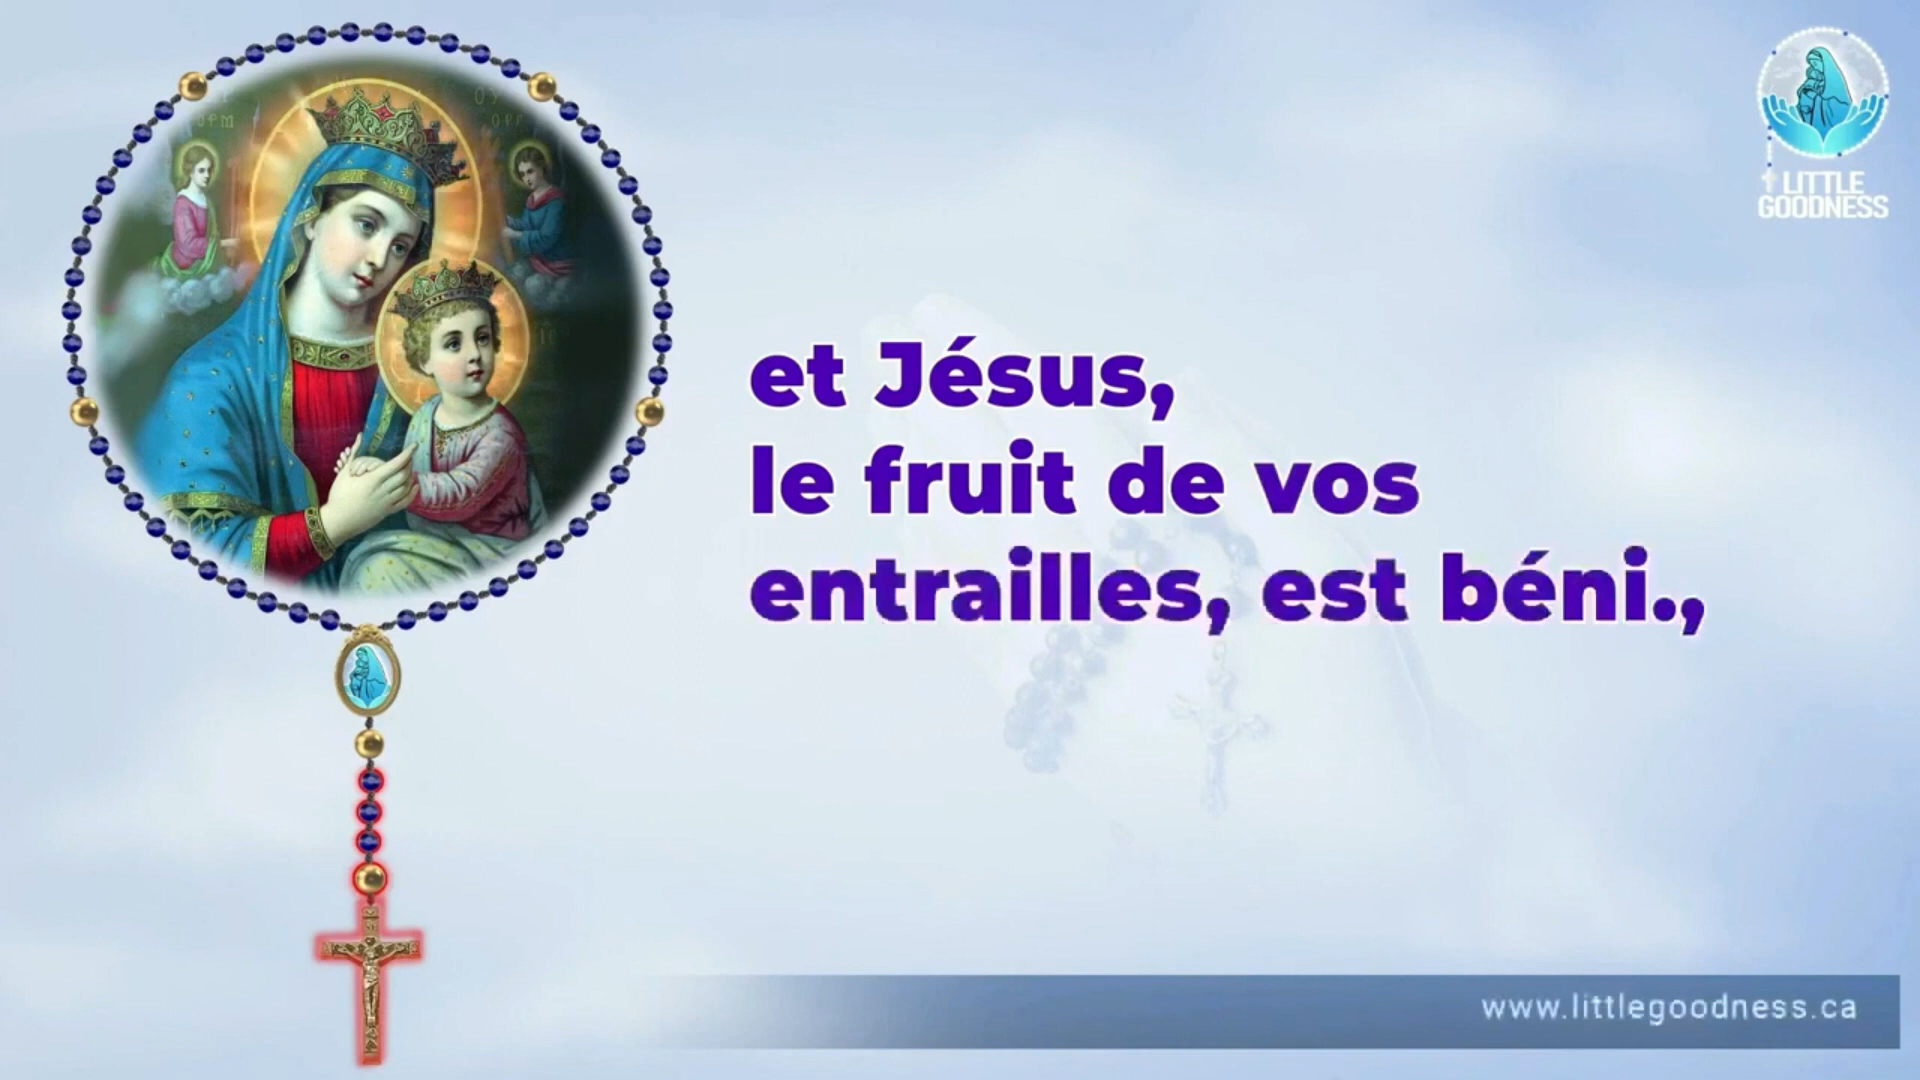 LITTLE
GOODNESS
et Jésus,
le fruit de vos
entrailles, est béni.,
www.littlegoodness.ca